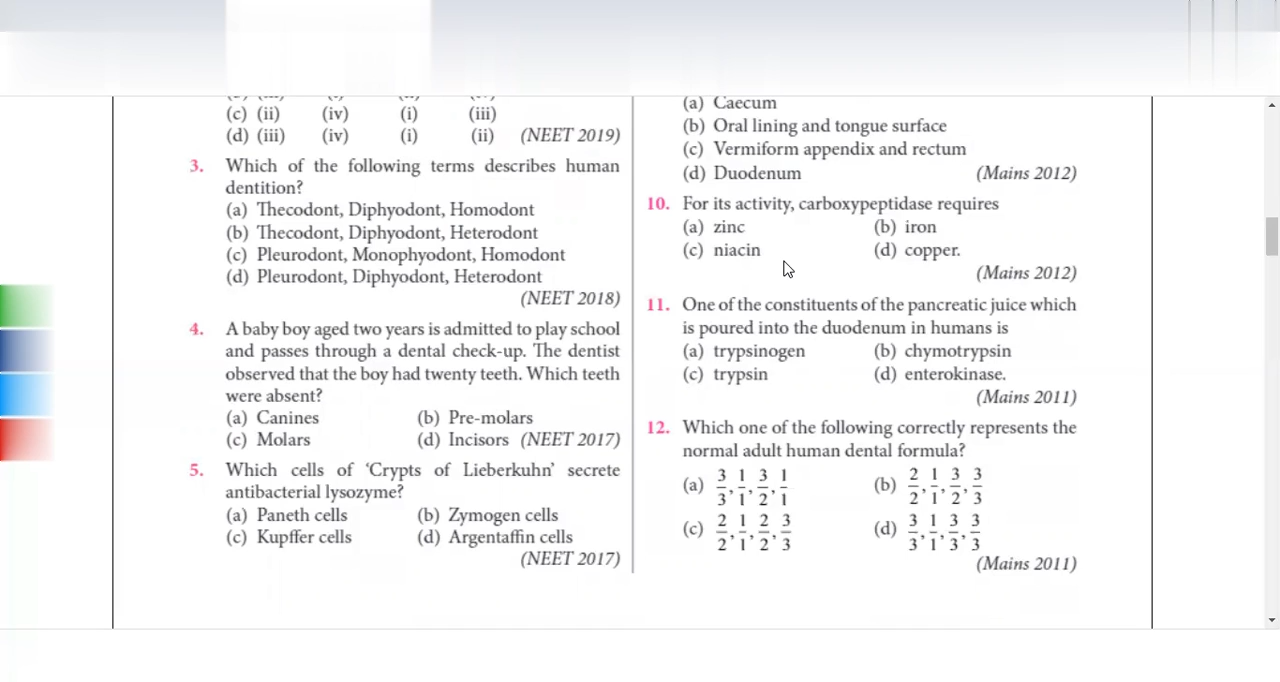 (c) (ii) (iv) (i) (iii)
(d) (iii) (iv) (i) (ii) (NEET 2019)
3. Which of the following terms describes human
dentition?
(a) Thecodont, Diphyodont, Homodont
(b) Thecodont, Diphyodont, Heterodont
(c) Pleurodont, Monophyodont, Homodont
(d) Pleurodont, Diphyodont, Heterodont
(NEET 2018)
4. A baby boy aged two years is admitted to play school
and passes through a dental check-up. The dentist
observed that the boy had twenty teeth. Which teeth
were absent?
(a) Canines (b) Pre-molars
(c) Molars (d) Incisors (NEET 2017)
5. Which cells of ‘Crypts of Lieberkuhn’ secrete
antibacterial lysozyme?
(a) Paneth cells (b) Zymogen cells
(c) Kupffer cells (d) Argentaffin cells
(NEET 2017)
(a) Caecum
(b) Oral lining and tongue surface
(c) Vermiform appendix and rectum
(d) Duodenum (Mains 2012)
10. For its activity, carboxypeptidase requires
(a) zinc (b) iron
(c) niacin (d) copper.
(Mains 2012)
11. One of the constituents of the pancreatic juice which
is poured into the duodenum in humans is
(a) trypsinogen (b) chymotrypsin
(c) trypsin (d) enterokinase.
(Mains 2011)
12. Which one of the following correctly represents the
normal adult human dental formula?
(a) 3/3, 1/1, 3/2, 1/1 (b) 2/2, 1/1, 3/2, 3/3
(c) 2/2, 1/1, 2/2, 3/3 (d) 3/3, 1/1, 3/3, 3/3
(Mains 2011)